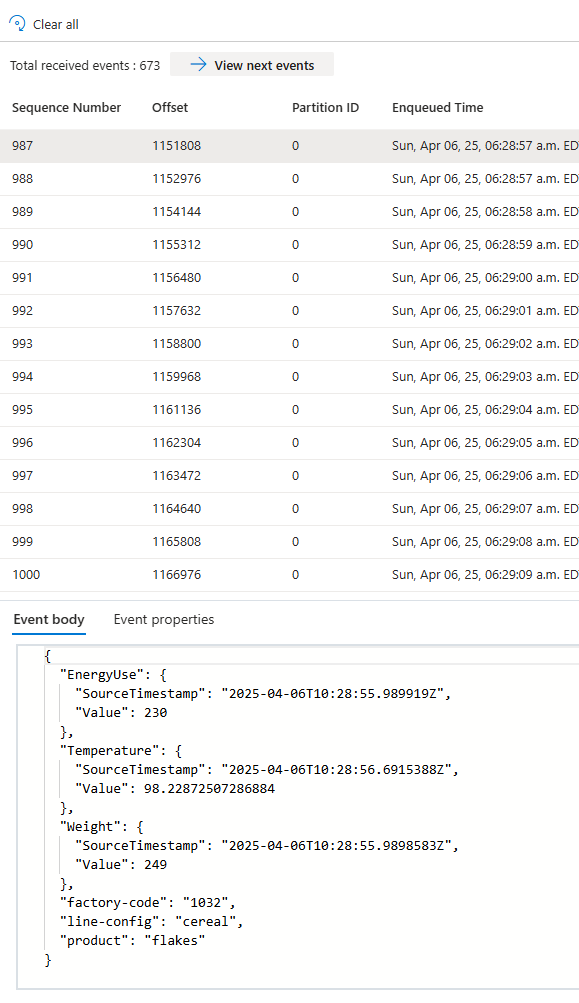 Clear all
Total received events : 673 View next events
Sequence Number Offset Partition ID Enqueued Time
987 1151808 0 Sun, Apr 06, 25, 06:28:57 a.m. ED
988 1152976 0 Sun, Apr 06, 25, 06:28:57 a.m. ED
989 1154144 0 Sun, Apr 06, 25, 06:28:58 a.m. ED
990 1155312 0 Sun, Apr 06, 25, 06:28:59 a.m. ED
991 1156480 0 Sun, Apr 06, 25, 06:29:00 a.m. ED
992 1157632 0 Sun, Apr 06, 25, 06:29:01 a.m. ED
993 1158800 0 Sun, Apr 06, 25, 06:29:02 a.m. ED
994 1159968 0 Sun, Apr 06, 25, 06:29:03 a.m. ED
995 1161136 0 Sun, Apr 06, 25, 06:29:04 a.m. ED
996 1162304 0 Sun, Apr 06, 25, 06:29:05 a.m. ED
997 1163472 0 Sun, Apr 06, 25, 06:29:06 a.m. ED
998 1164640 0 Sun, Apr 06, 25, 06:29:07 a.m. ED
999 1165808 0 Sun, Apr 06, 25, 06:29:08 a.m. ED
1000 1166976 0 Sun, Apr 06, 25, 06:29:09 a.m. ED
Event body Event properties
{
  "EnergyUse": {
    "SourceTimestamp": "2025-04-06T10:28:55.989919Z",
    "Value": 230
  },
  "Temperature": {
    "SourceTimestamp": "2025-04-06T10:28:56.6915388Z",
    "Value": 98.22872507286884
  },
  "Weight": {
    "SourceTimestamp": "2025-04-06T10:28:55.9898583Z",
    "Value": 249
  },
  "factory-code": "1032",
  "line-config": "cereal",
  "product": "flakes"
}